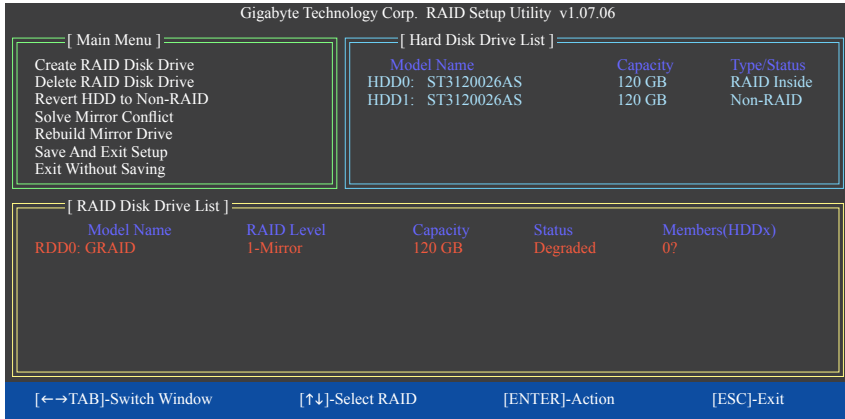 Gigabyte Technology Corp. RAID Setup Utility v1.07.06
[ Main Menu ]
Create RAID Disk Drive
Delete RAID Disk Drive
Revert HDD to Non-RAID
Solve Mirror Conflict
Rebuild Mirror Drive
Save And Exit Setup
Exit Without Saving
[ Hard Disk Drive List ]
Model Name Capacity Type/Status
HDD0: ST3120026AS 120 GB RAID Inside
HDD1: ST3120026AS 120 GB Non-RAID
[ RAID Disk Drive List ]
Model Name RAID Level Capacity Status Members(HDDx)
RDD0: GRAID 1-Mirror 120 GB Degraded 0?
[←→TAB]-Switch Window [↑↓]-Select RAID [ENTER]-Action [ESC]-Exit